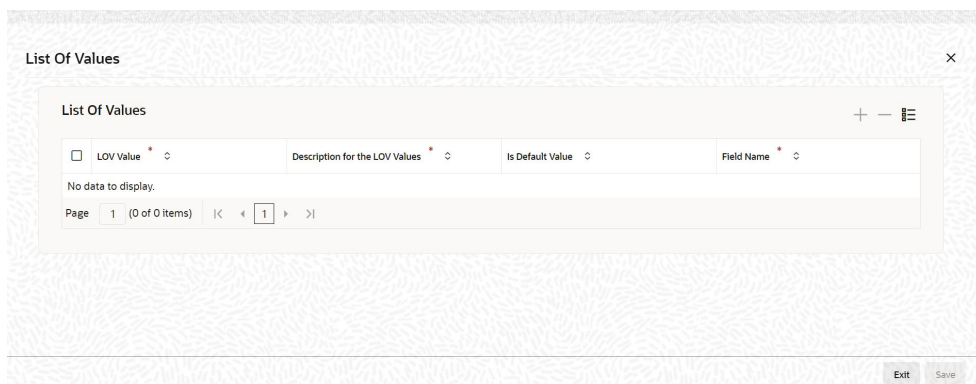 List Of Values
List Of Values
LOV Value * Description for the LOV Values * Is Default Value Field Name *
No data to display.
Page 1 (0 of 0 items) 1
Exit Save